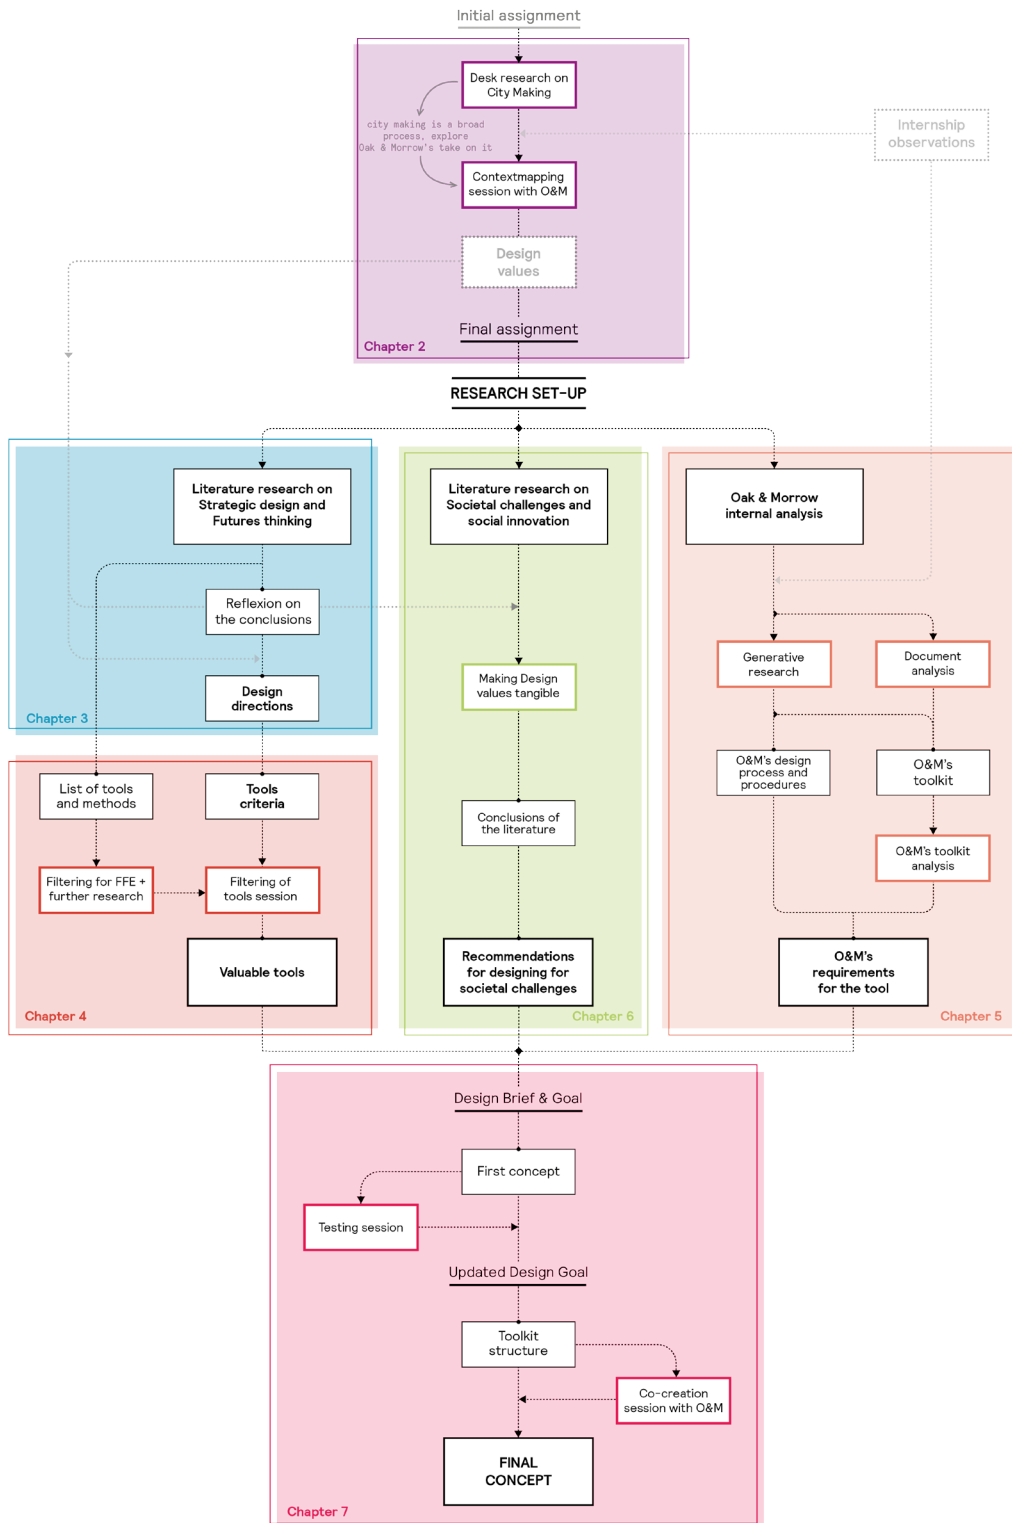 Initial assignment
Desk research on
City Making
city making is a broad
process, explore
Oak & Morrow's take on it
Internship
observations
Contextmapping
session with O&M
Design
values
Final assignment
Chapter 2
RESEARCH SET-UP
Literature research on
Strategic design and
Futures thinking
Reflexion on
the conclusions
Design
directions
Chapter 3
List of tools
and methods
Tools
criteria
Filtering for FFE +
further research
Filtering of
tools session
Valuable tools
Chapter 4
Literature research on
Societal challenges and
social innovation
Making Design
values tangible
Conclusions of
the literature
Recommendations
for designing for
societal challenges
Chapter 6
Oak & Morrow
internal analysis
Generative
research
Document
analysis
O&M's design
process and
procedures
O&M's
toolkit
O&M's toolkit
analysis
O&M's
requirements
for the tool
Chapter 5
Design Brief & Goal
First concept
Testing session
Updated Design Goal
Toolkit
structure
Co-creation
session with O&M
FINAL
CONCEPT
Chapter 7